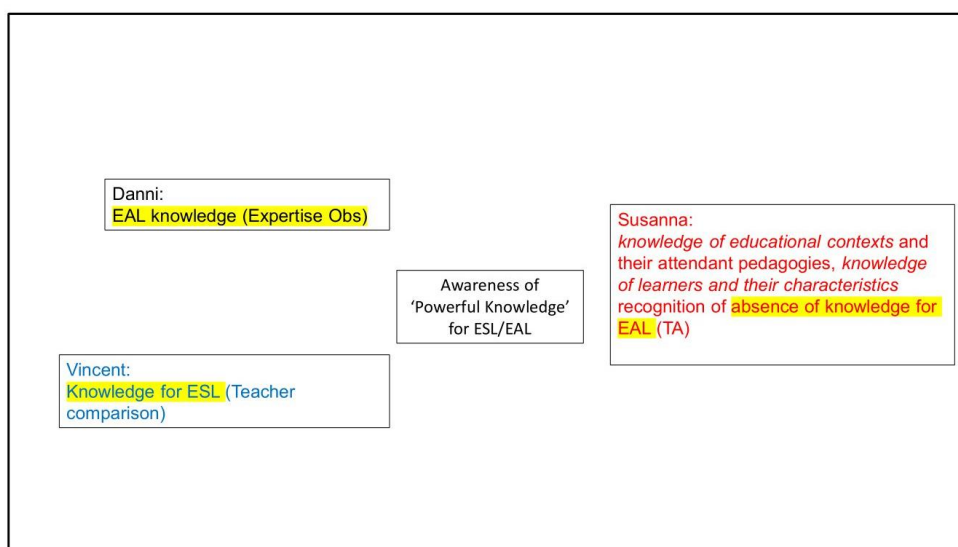 Danni:
EAL knowledge (Expertise Obs)
Susanna:
knowledge of educational contexts and
their attendant pedagogies, knowledge
of learners and their characteristics
recognition of absence of knowledge for
EAL (TA)
Awareness of
‘Powerful Knowledge’
for ESL/EAL
Vincent:
Knowledge for ESL (Teacher
comparison)